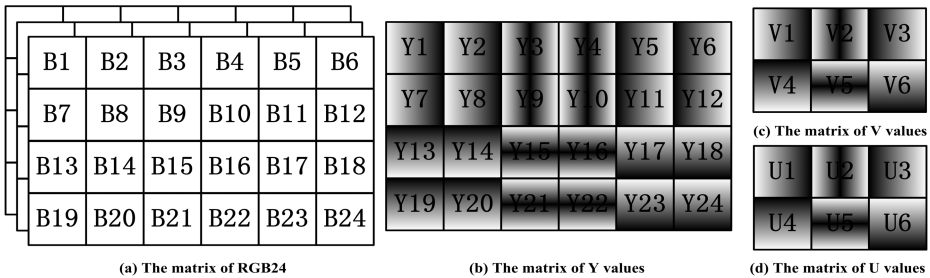 B1 B2 B3 B4 B5 B6
B7 B8 B9 B10 B11 B12
B13 B14 B15 B16 B17 B18
B19 B20 B21 B22 B23 B24
(a) The matrix of RGB24
Y1 Y2 Y3 Y4 Y5 Y6
Y7 Y8 Y9 Y10 Y11 Y12
Y13 Y14 Y15 Y16 Y17 Y18
Y19 Y20 Y21 Y22 Y23 Y24
(b) The matrix of Y values
V1 V2 V3
V4 V5 V6
(c) The matrix of V values
U1 U2 U3
U4 U5 U6
(d) The matrix of U values